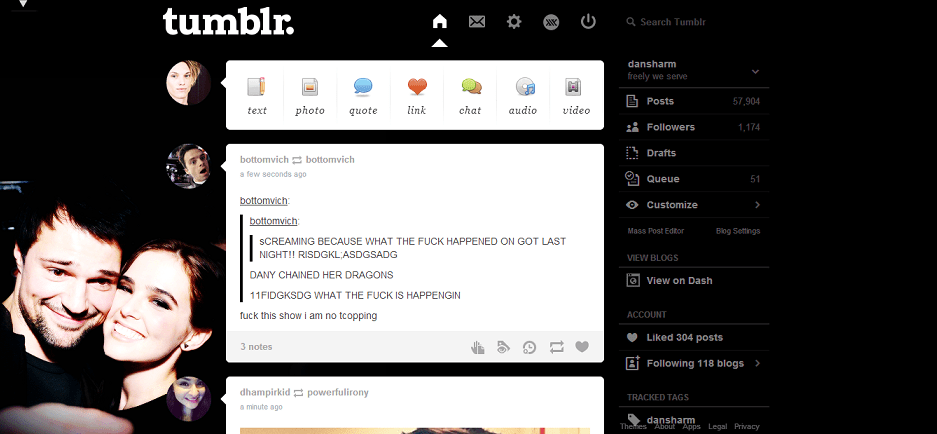 tumblr.
Search Tumblr
text photo quote link chat audio video
dansharm
freely we serve
Posts 57,904
Followers 1,174
Drafts
Queue 51
Customize
Mass Post Editor Blog Settings
VIEW BLOGS
View on Dash
ACCOUNT
Liked 304 posts
Following 118 blogs
TRACKED TAGS
dansharm
Themes About Apps Legal Privacy
bottomvich bottomvich
a few seconds ago
bottomvich:
bottomvich:
sCREAMING BECAUSE WHAT THE FUCK HAPPENED ON GOT LAST
NIGHT!! RISDGKL;ASDGSADG
DANY CHAINED HER DRAGONS
11FIDGKSDG WHAT THE FUCK IS HAPPENGIN
fuck this show i am no tcopping
3 notes
dhampirkid powerfulirony
a minute ago